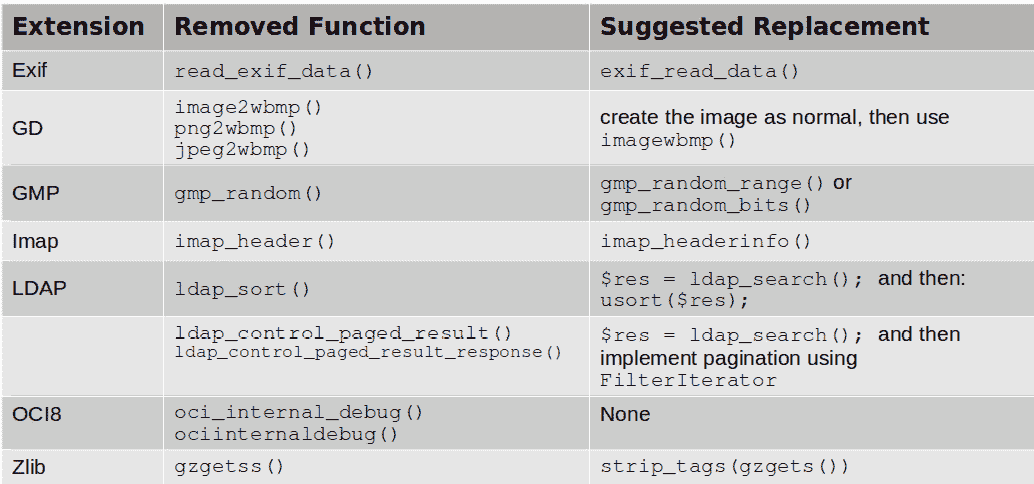 Extension Removed Function Suggested Replacement
Exif read_exif_data() exif_read_data()
image2wbmp()
GD png2wbmp() create the image as normal, then use
jpeg2wbmp() imagewbmp()
GMP gmp_random() gmp_random_range() or
gmp_random_bits()
Imap imap_header() imap_headerinfo()
LDAP ldap_sort() $res = ldap_search(); and then:
usort($res);
ldap_control_paged_result() $res = ldap_search(); and then
ldap_control_paged_result_response() implement pagination using
FilterIterator
OCI8 oci_internal_debug() None
ociinternaldebug()
Zlib gzgetss() strip_tags(gzgets())